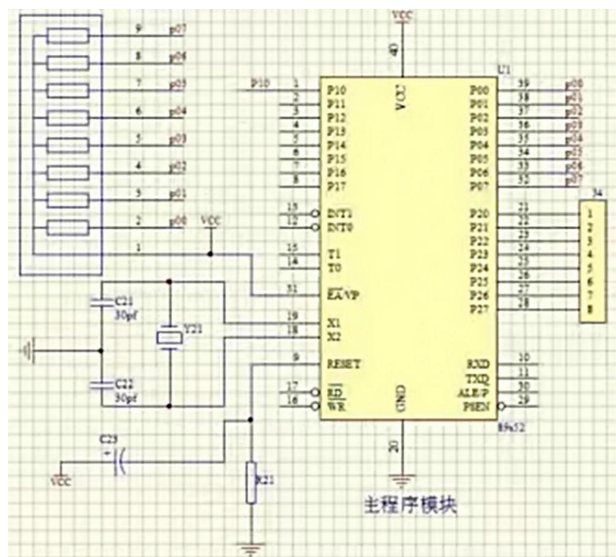 VCC
40
U1
9 p07
8 p06
7 p05
6 p04
5 p03
4 p02
3 p01
2 p00
1
VCC
P10 1 P10
2 P11
3 P12
4 P13
5 P14
6 P15
7 P16
8 P17
13 INT1
12 INT0
15 T1
14 T0
31 EA/VP
19 X1
18 X2
9 RESET
17 RD
16 WR
VCC
GND
P00 39 p00
P01 38 p01
P02 37 p02
P03 36 p03
P04 35 p04
P05 34 p05
P06 33 p06
P07 32 p07
P20 21
P21 22
P22 23
P23 24
P24 25
P25 26
P26 27
P27 28
J4
1
2
3
4
5
6
7
8
RXD 10
TXQ 11
ALE/P 30
PSEN 29
89s52
20
C21
30pf
Y21
C22
30pf
C23
+
VCC
R21
主程序模块